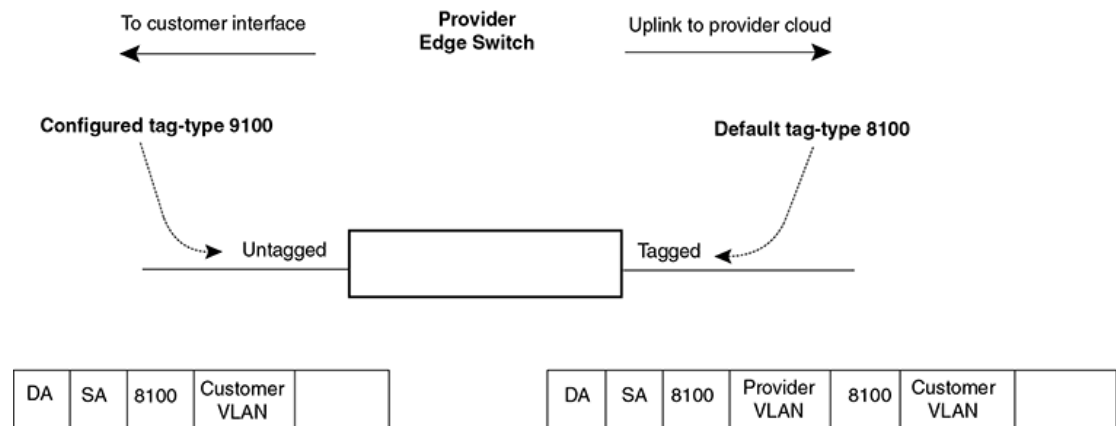 To customer interface
Provider
Edge Switch
Uplink to provider cloud
Configured tag-type 9100
Default tag-type 8100
Untagged
Tagged
DA SA 8100 Customer VLAN
DA SA 8100 Provider VLAN 8100 Customer VLAN